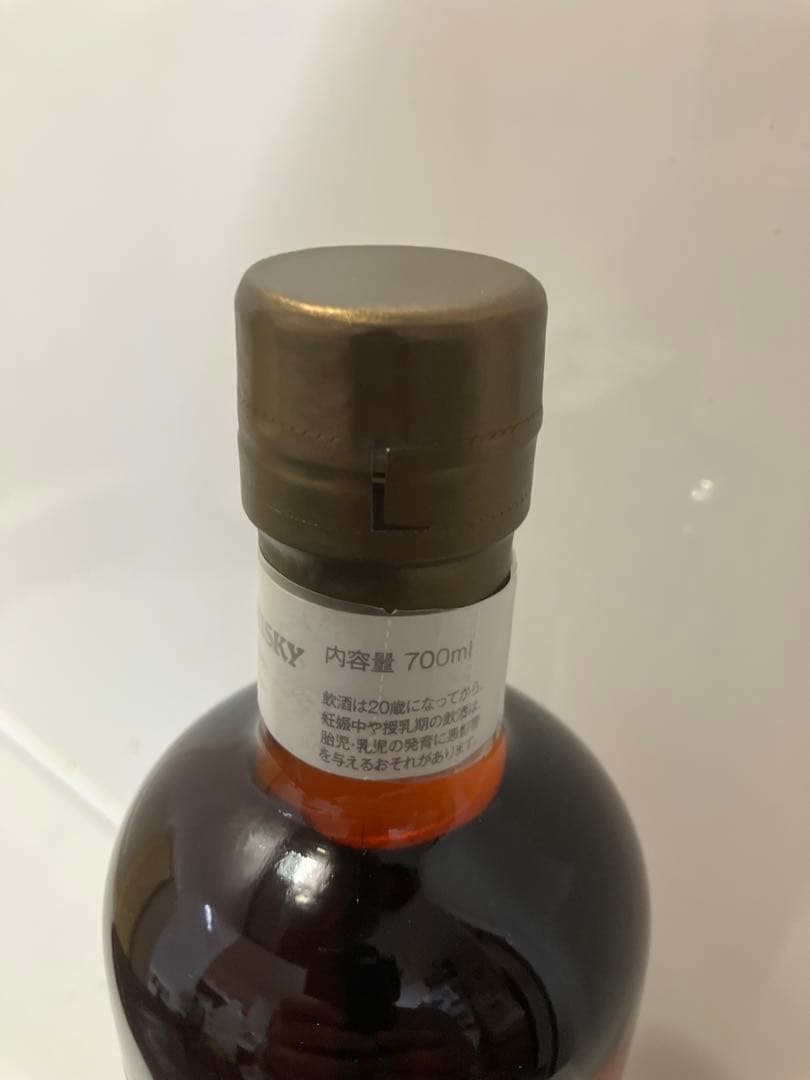 SKY
内容量 700ml
飲酒は20歳になってから。
妊娠中や授乳期の飲酒は、
胎児・乳児の発育に悪影響
を与えるおそれがあります。